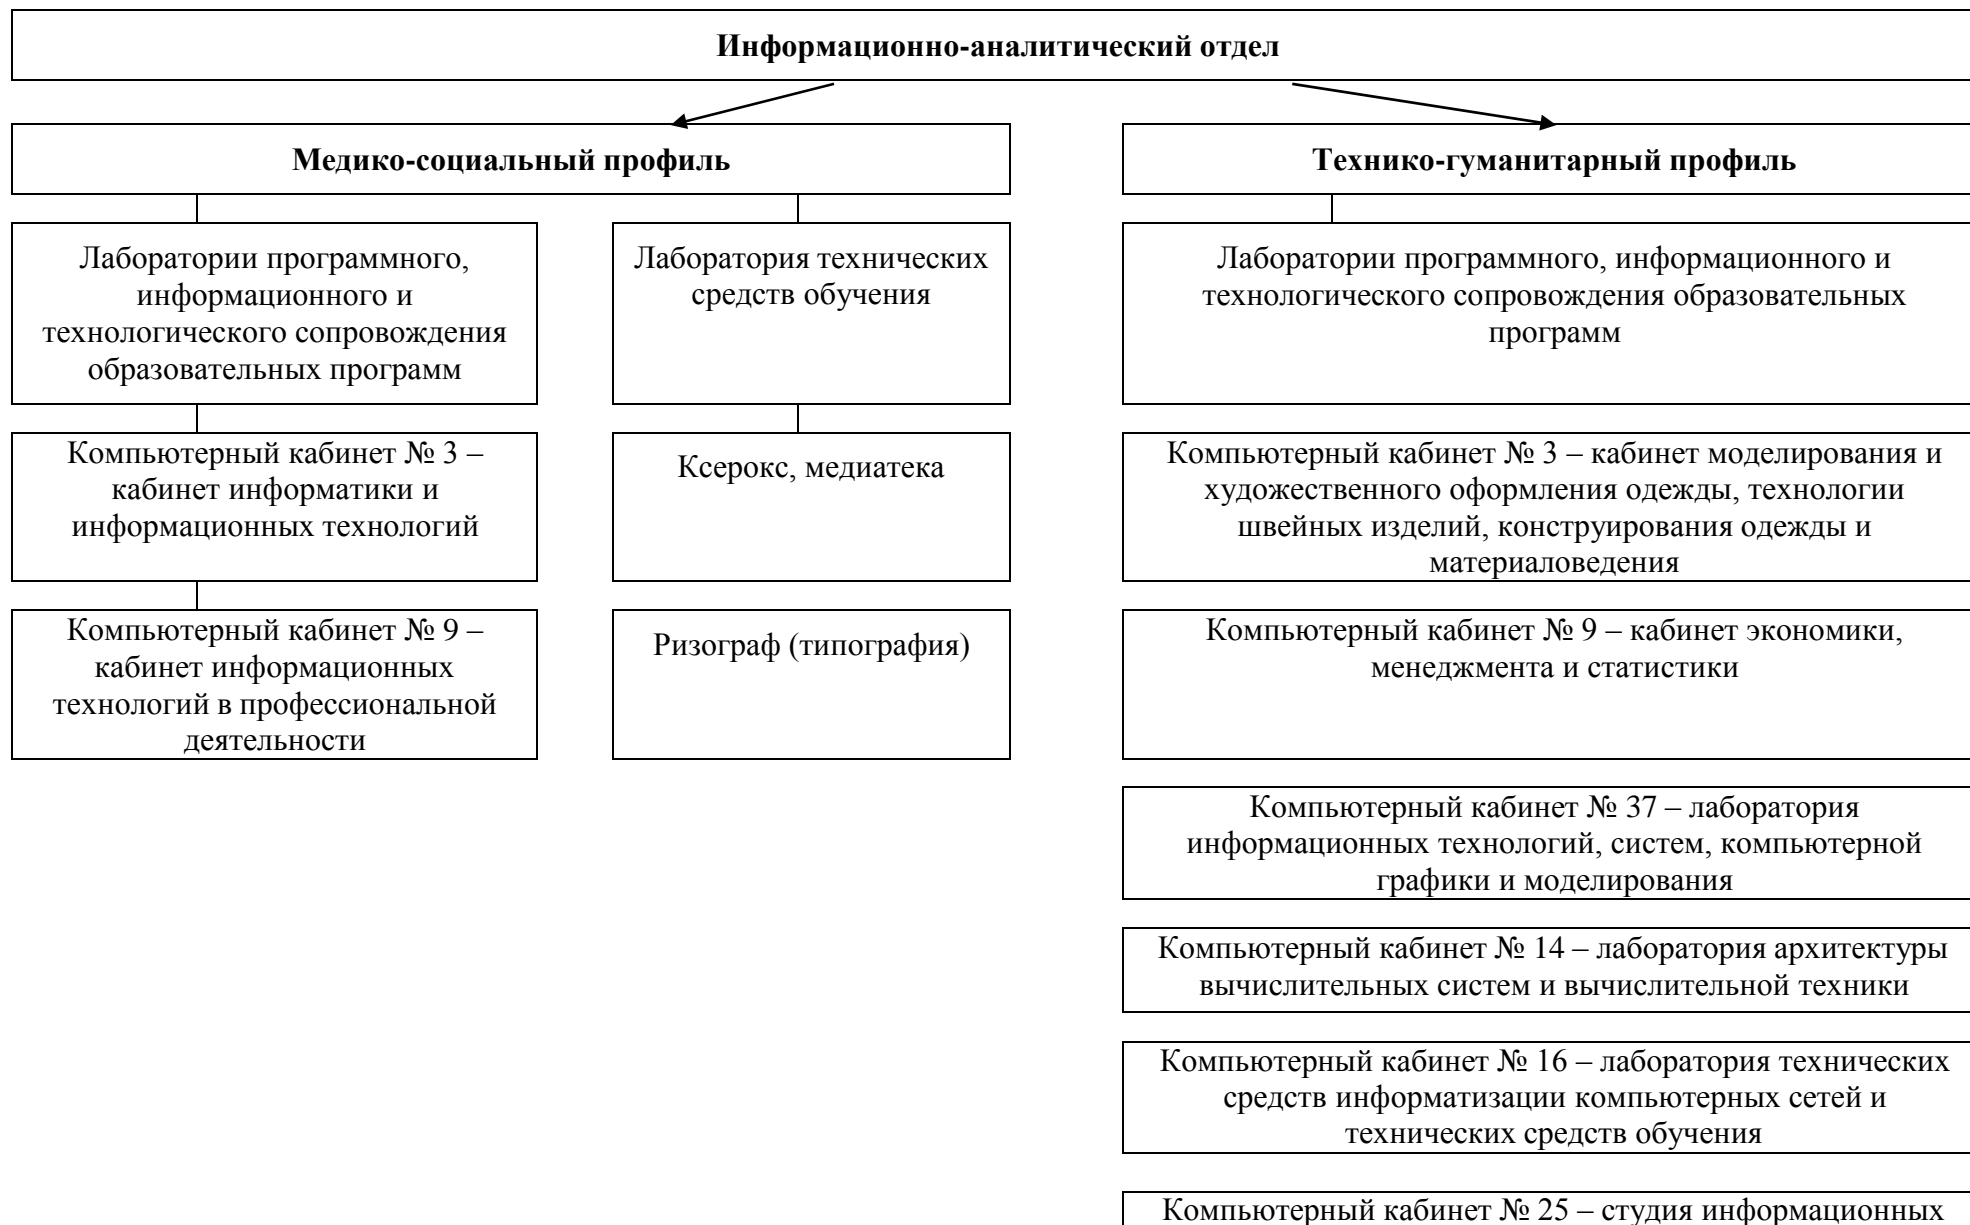 Информационно-аналитический отдел
Медико-социальный профиль
Технико-гуманитарный профиль
Лаборатории программного,
информационного и
технологического сопровождения
образовательных программ
Лаборатория технических
средств обучения
Лаборатории программного, информационного и
технологического сопровождения образовательных
программ
Компьютерный кабинет № 3 –
кабинет информатики и
информационных технологий
Ксерокс, медиатека
Компьютерный кабинет № 3 – кабинет моделирования и
художественного оформления одежды, технологии
швейных изделий, конструирования одежды и
материаловедения
Компьютерный кабинет № 9 –
кабинет информационных
технологий в профессиональной
деятельности
Ризограф (типография)
Компьютерный кабинет № 9 – кабинет экономики,
менеджмента и статистики
Компьютерный кабинет № 37 – лаборатория
информационных технологий, систем, компьютерной
графики и моделирования
Компьютерный кабинет № 14 – лаборатория архитектуры
вычислительных систем и вычислительной техники
Компьютерный кабинет № 16 – лаборатория технических
средств информатизации компьютерных сетей и
технических средств обучения
Компьютерный кабинет № 25 – студия информационных